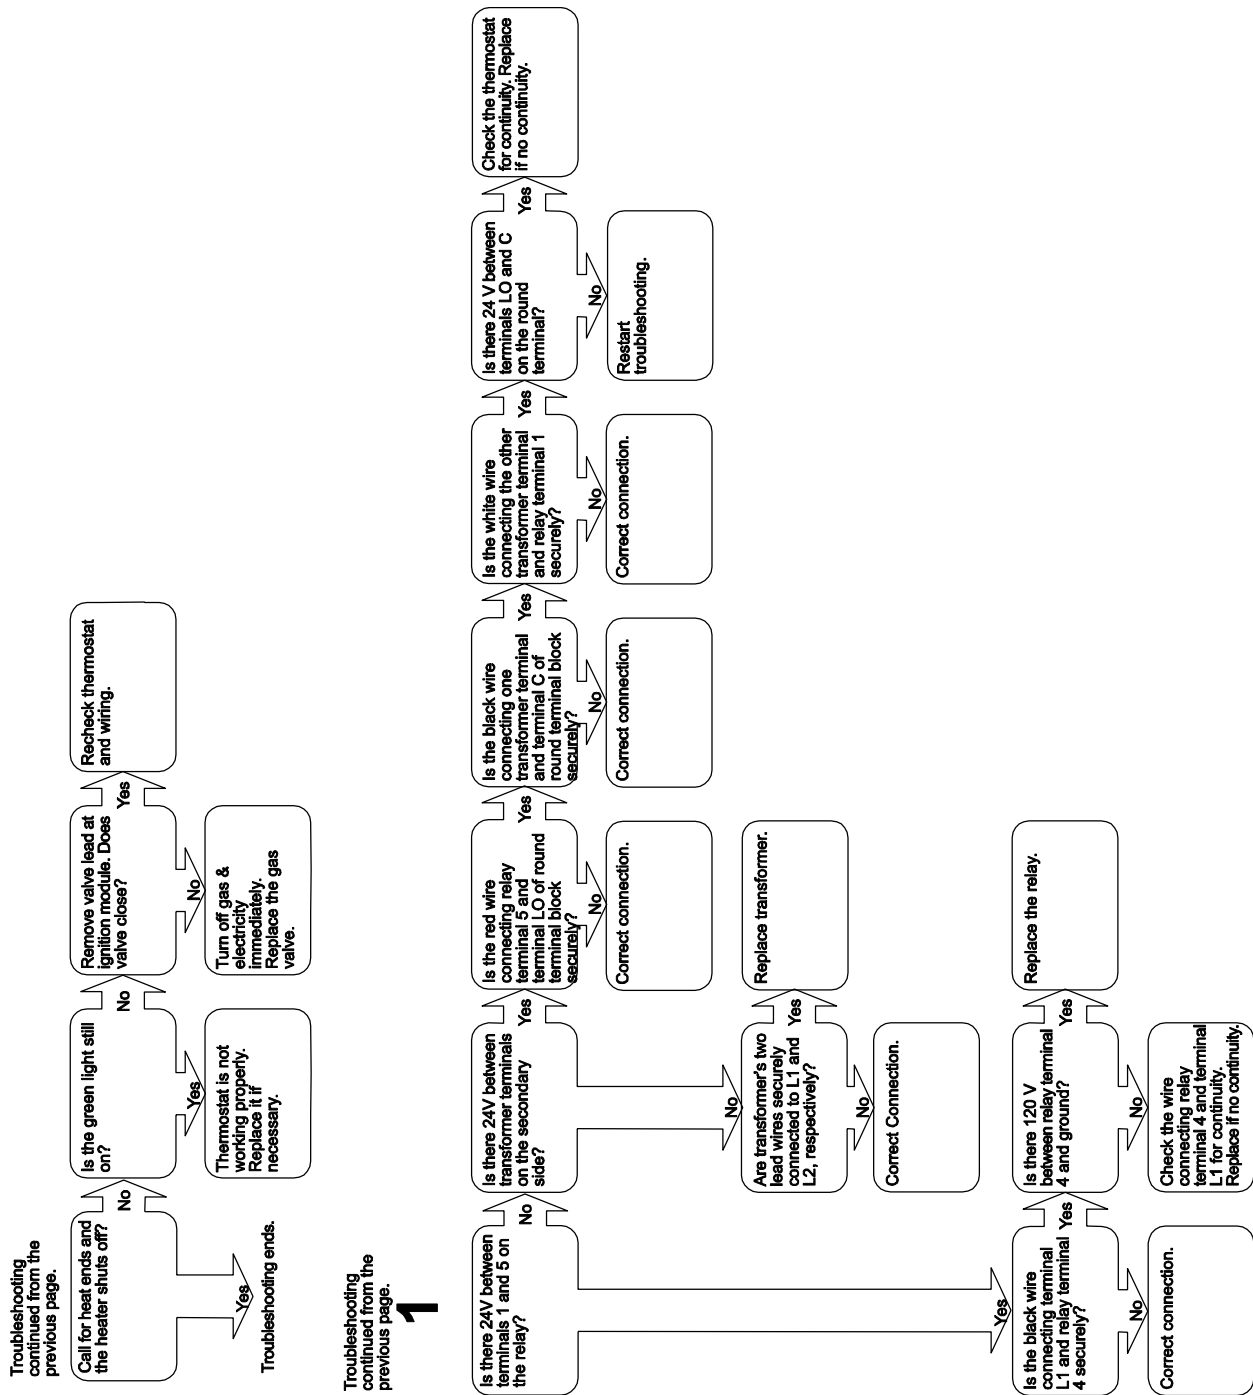 Troubleshooting
continued from the
previous page.
Call for heat ends and
the heater shuts off?
No
Is the green light still
on?
No
Remove valve lead at
ignition module. Does
valve close?
Yes
Recheck thermostat
and wiring.
Yes
Troubleshooting ends.
Yes
Thermostat is not
working properly.
Replace it if
necessary.
No
Turn off gas &
electricity
immediately.
Replace the gas
valve.
Troubleshooting
continued from the
previous page.
1
Is there 24V between
terminals 1 and 5 on
the relay?
No
Is there 24V between
transformer terminals
on the secondary
side?
Yes
Is the red wire
connecting relay
terminal 5 and
terminal LO of round
terminal block
securely?
Yes
Is the black wire
connecting one
transformer terminal
and terminal C of
round terminal block
securely?
Yes
Is the white wire
connecting the other
transformer terminal
and relay terminal 1
securely?
Yes
Is there 24 V between
terminals LO and C
on the round
terminal?
Yes
Check the thermostat
for continuity. Replace
if no continuity.
No
Correct connection.
No
Correct connection.
No
Correct connection.
No
Restart
troubleshooting.
No
Are transformer's two
lead wires securely
connected to L1 and
L2, respectively?
Yes
Replace transformer.
No
Correct Connection.
Yes
Is the black wire
connecting terminal
L1 and relay terminal
4 securely?
Yes
Is there 120 V
between relay terminal
4 and ground?
Yes
Replace the relay.
No
Correct connection.
No
Check the wire
connecting relay
terminal 4 and terminal
L1 for continuity.
Replace if no continuity.